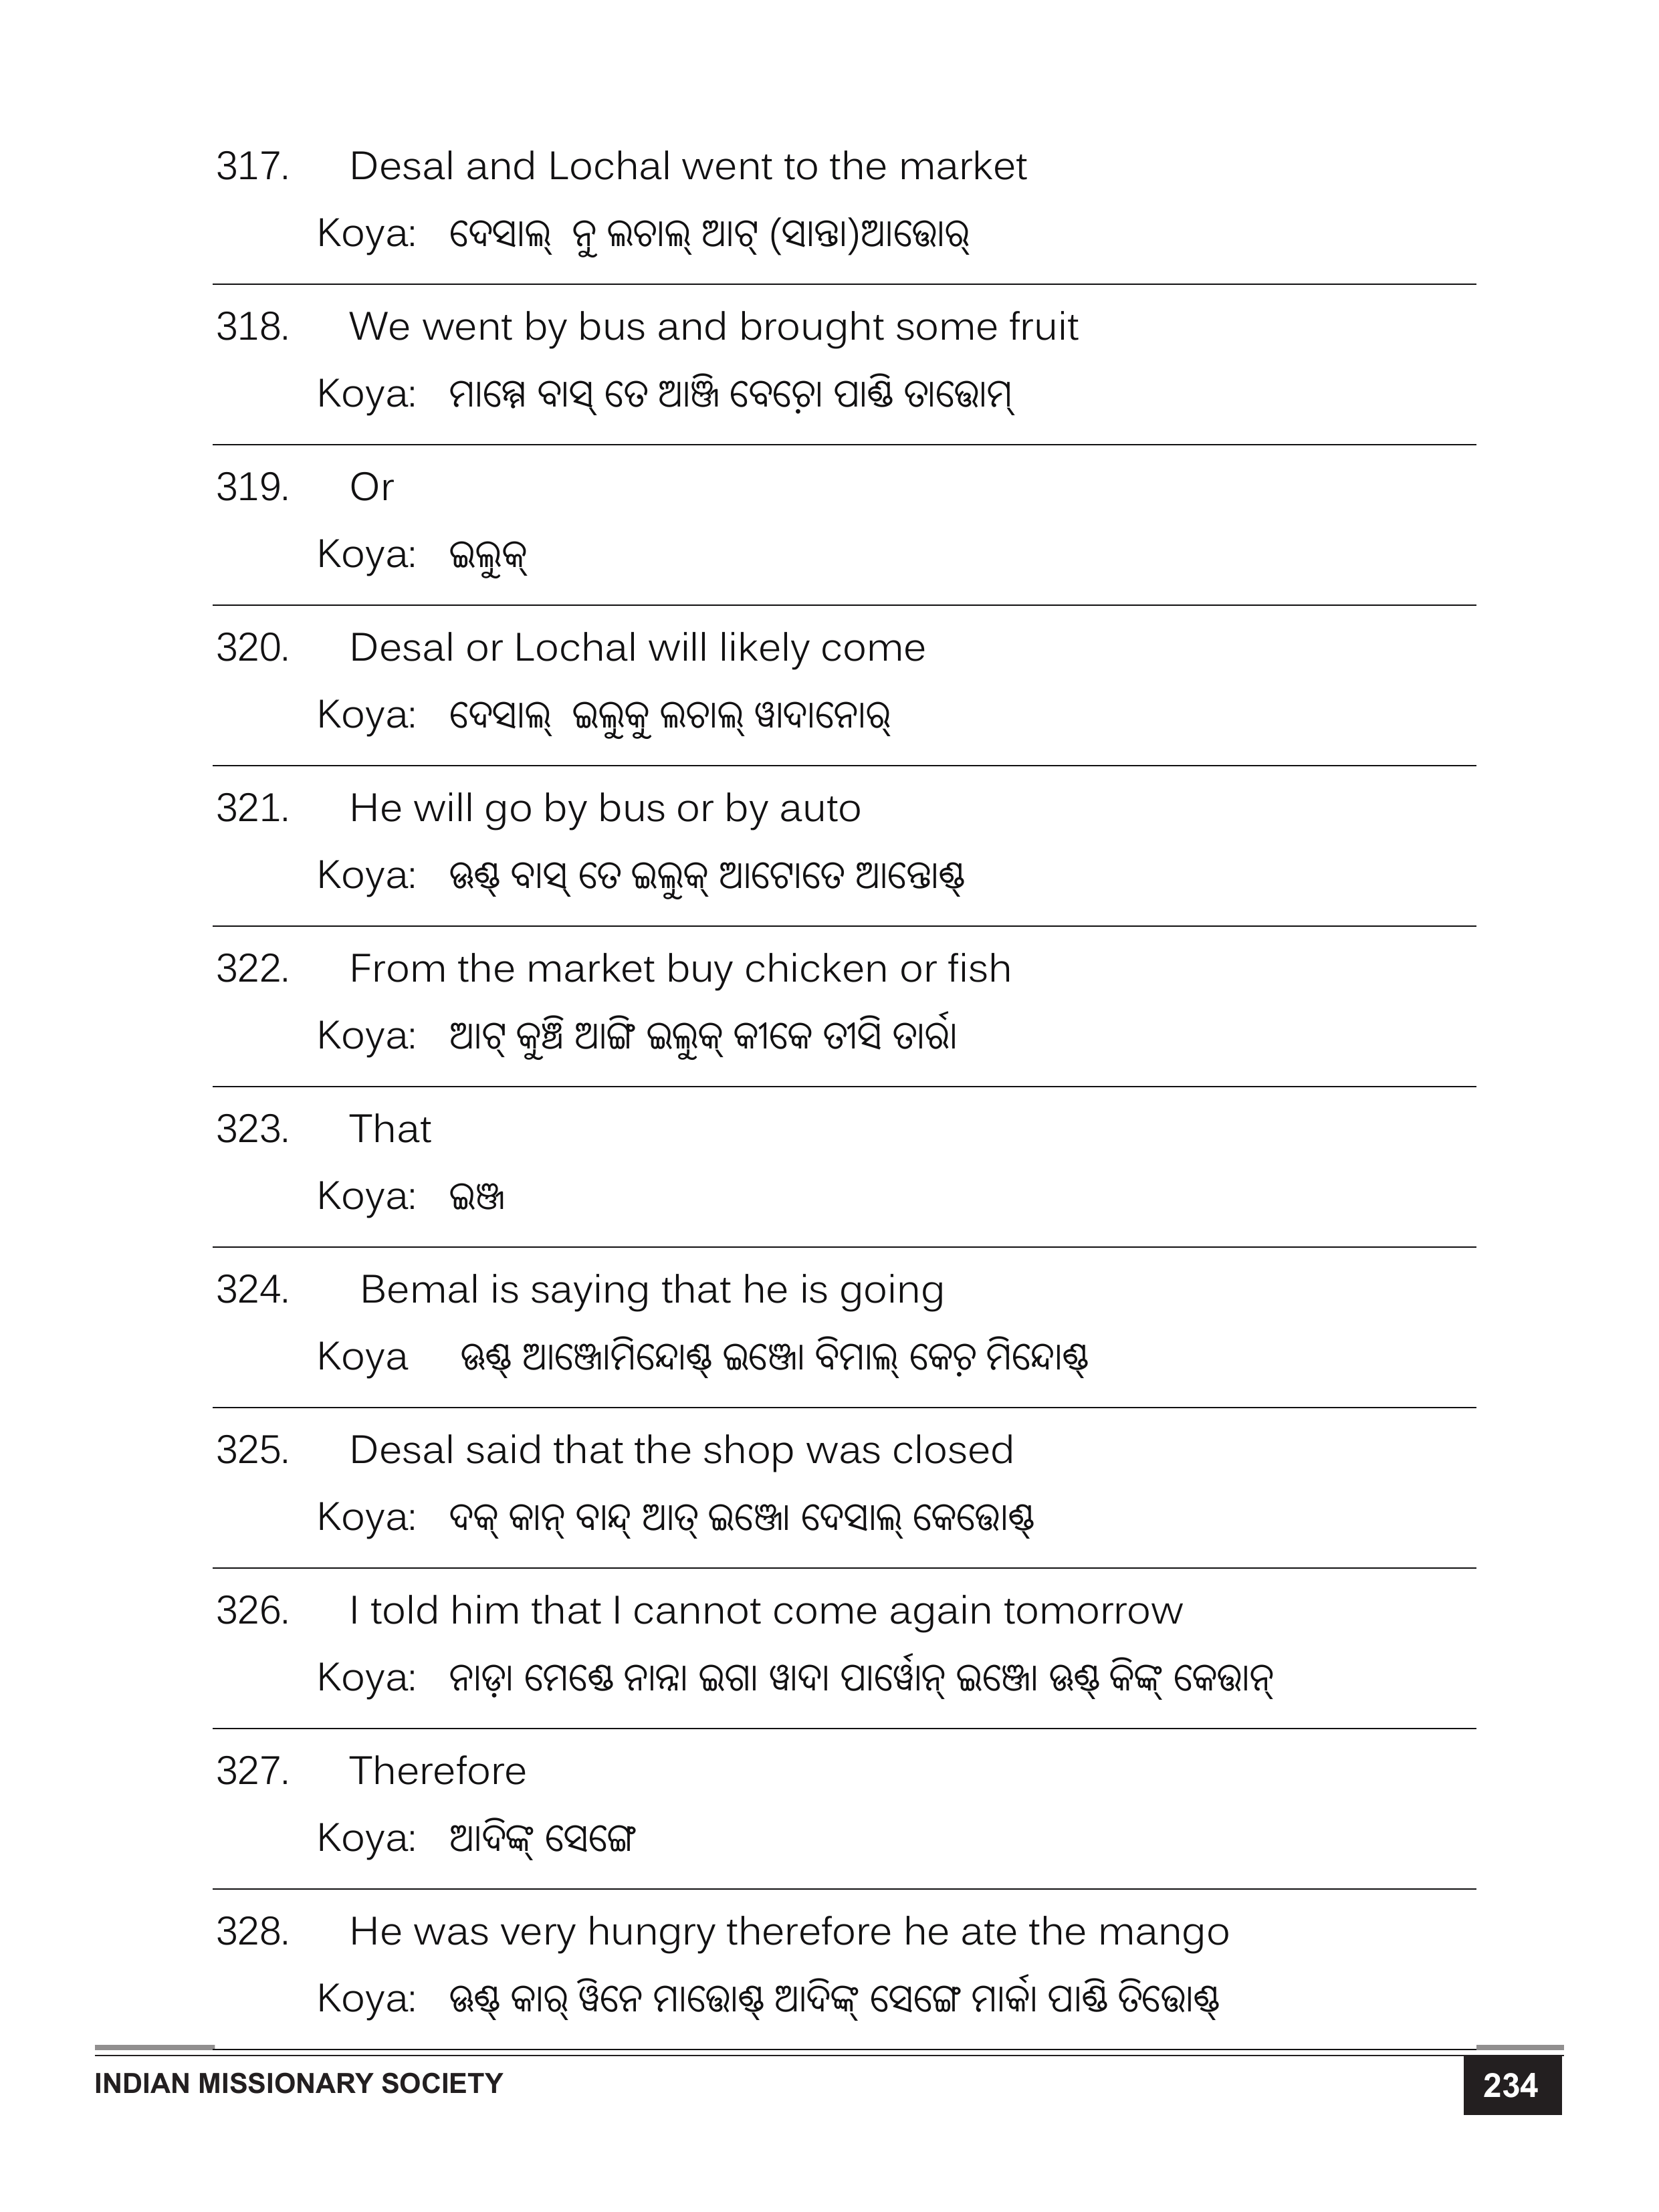 317. Desal and Lochal went to the market
Koya: ଦେସାଲ୍ ନୁ ଲଚାଲ୍ ଆଟ୍ (ସାନ୍ତା)ଆତ୍ତୋର୍
318. We went by bus and brought some fruit
Koya: ମାମ୍ମେ ବାସ୍ ତେ ଆଞ୍ଜି ବେଚ଼ୋ ପାଣ୍ଡି ତାତ୍ତୋମ୍
319. Or
Koya: ଇଲୁକ୍
320. Desal or Lochal will likely come
Koya: ଦେସାଲ୍ ଇଲୁକୁ ଲଚାଲ୍ ୱାଦାନୋର୍
321. He will go by bus or by auto
Koya: ଊଣ୍ଡ୍ ବାସ୍ ତେ ଇଲୁକ୍ ଆଟୋତେ ଆନ୍ତୋଣ୍ଡ୍
322. From the market buy chicken or fish
Koya: ଆଟ୍ କୁଞ୍ଚି ଆଙ୍ଗି ଇଲୁକ୍ କୀକେ ତୀସି ତାର୍ରା
323. That
Koya: ଇଞ୍ଜ
324. Bemal is saying that he is going
Koya ଊଣ୍ଡ୍ ଆଞ୍ଜୋମିନ୍ଦୋଣ୍ଡ୍ ଇଞ୍ଜୋ ବିମାଲ୍ କେଚ଼ ମିନ୍ଦୋଣ୍ଡ୍
325. Desal said that the shop was closed
Koya: ଦକ୍ କାନ୍ ବାନ୍ଦ୍ ଆତ୍ ଇଞ୍ଜୋ ଦେସାଲ୍ କେତ୍ତୋଣ୍ଡ୍
326. I told him that I cannot come again tomorrow
Koya: ନାଡ଼ା ମେଣ୍ଡେ ନାନ୍ନା ଇଗା ୱାଦା ପାର୍ୱୋନ୍ ଇଞ୍ଜୋ ଊଣ୍ଡ୍ କିଙ୍କ୍ କେତ୍ତାନ୍
327. Therefore
Koya: ଆଦିଙ୍କ୍ ସେଙ୍ଗେ
328. He was very hungry therefore he ate the mango
Koya: ଊଣ୍ଡ୍ କାର୍ ୱିନେ ମାତ୍ତୋଣ୍ଡ୍ ଆଦିଙ୍କ୍ ସେଙ୍ଗେ ମାର୍କା ପାଣ୍ଡି ତିତ୍ତୋଣ୍ଡ୍
INDIAN MISSIONARY SOCIETY
234